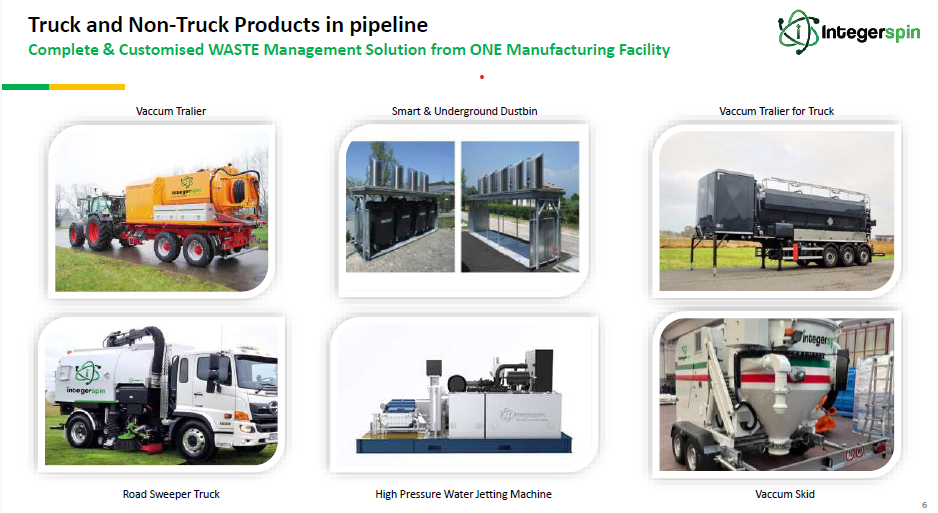 Truck and Non-Truck Products in pipeline
Complete & Customised WASTE Management Solution from ONE Manufacturing Facility
Integerspin
Vaccum Tralier
Smart & Underground Dustbin
Vaccum Tralier for Truck
integerspin
integerspin
Integerspin
Integersp
Road Sweeper Truck
High Pressure Water Jetting Machine
Vaccum Skid
6